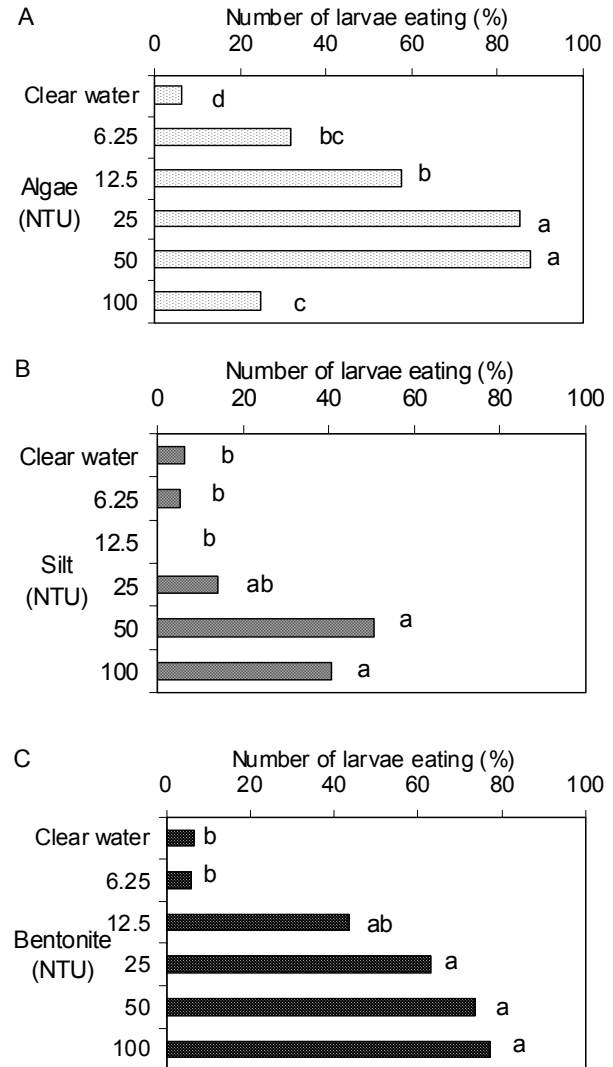 A
Number of larvae eating (%)
0 20 40 60 80 100
Clear water d
6.25 bc
12.5 b
Algae
(NTU)
25 a
50 a
100 c
B
Number of larvae eating (%)
0 20 40 60 80 100
Clear water b
6.25 b
12.5 b
Silt
(NTU)
25 ab
50 a
100 a
C
Number of larvae eating (%)
0 20 40 60 80 100
Clear water b
6.25 b
12.5 ab
Bentonite
(NTU)
25 a
50 a
100 a